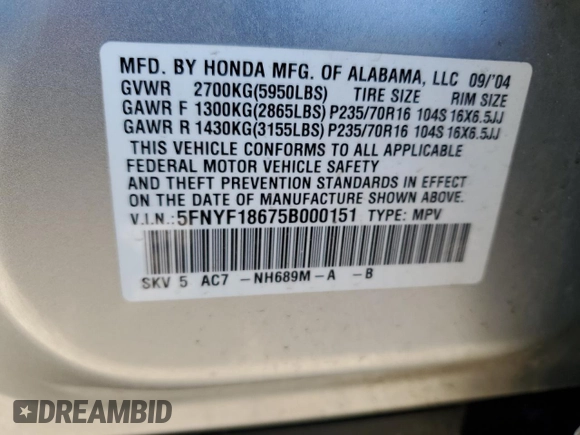 MFD. BY HONDA MFG. OF ALABAMA, LLC 09/'04
GVWR 2700KG(5950LBS) TIRE SIZE RIM SIZE
GAWR F 1300KG(2865LBS) P235/70R16 104S 16X6.5JJ
GAWR R 1430KG(3155LBS) P235/70R16 104S 16X6.5JJ
THIS VEHICLE CONFORMS TO ALL APPLICABLE
FEDERAL MOTOR VEHICLE SAFETY
AND THEFT PREVENTION STANDARDS IN EFFECT
ON THE DATE OF MANUFACTURE SHOWN ABOVE.
V.I.N.:5FNYF18675B000151 TYPE: MPV
SKV 5 AC7 -NH689M-A -B
DREAMBID